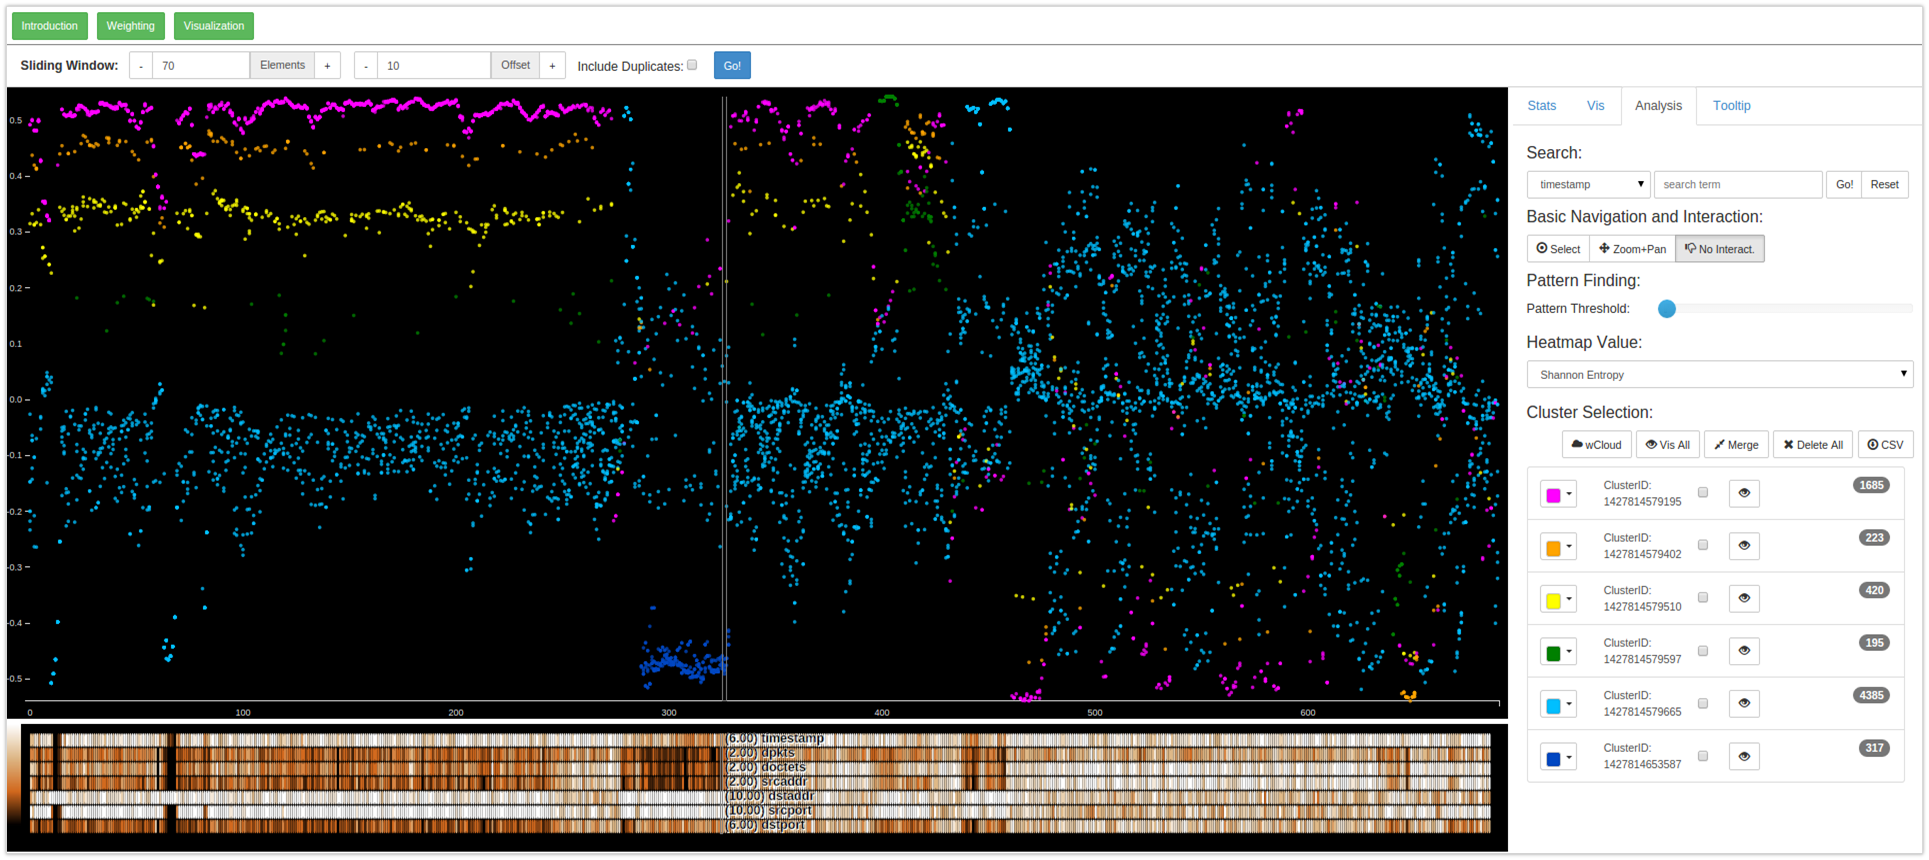 Introduction Weighting Visualization
Sliding Window: - 70 Elements + - 10 Offset + Include Duplicates: Go!
Stats Vis Analysis Tooltip
Search:
timestamp search term Go! Reset
Basic Navigation and Interaction:
Select Zoom+Pan No Interact.
Pattern Finding:
Pattern Threshold:
Heatmap Value:
Shannon Entropy
Cluster Selection:
wCloud Vis All Merge Delete All CSV
ClusterID: 1685
1427814579195
ClusterID: 223
1427814579402
ClusterID: 420
1427814579510
ClusterID: 195
1427814579597
ClusterID: 4385
1427814579665
ClusterID: 317
1427814653587
0.5
0.4
0.3
0.2
0.1
0.0
-0.1
-0.2
-0.3
-0.4
-0.5
0 100 200 300 400 500 600
(6.00) timestamp
(2.00) dpkts
(2.00) doctets
(2.00) srcaddr
(10.00) dstaddr
(10.00) srcport
(6.00) dstport